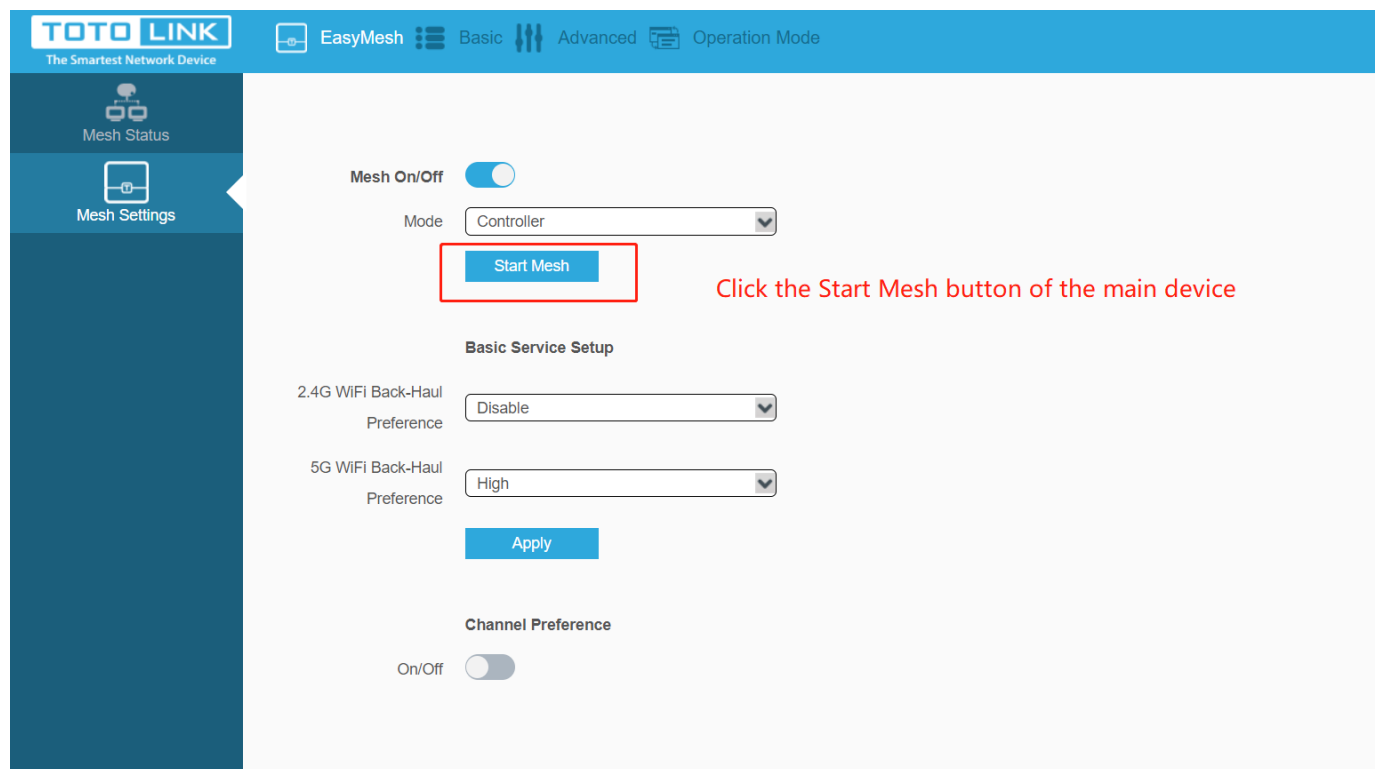 TOTO LINK
The Smartest Network Device
EasyMesh Basic Advanced Operation Mode
Mesh Status
Mesh Settings
Mesh On/Off
Mode Controller
Start Mesh
Click the Start Mesh button of the main device
Basic Service Setup
2.4G WiFi Back-Haul
Preference
Disable
5G WiFi Back-Haul
Preference
High
Apply
Channel Preference
On/Off